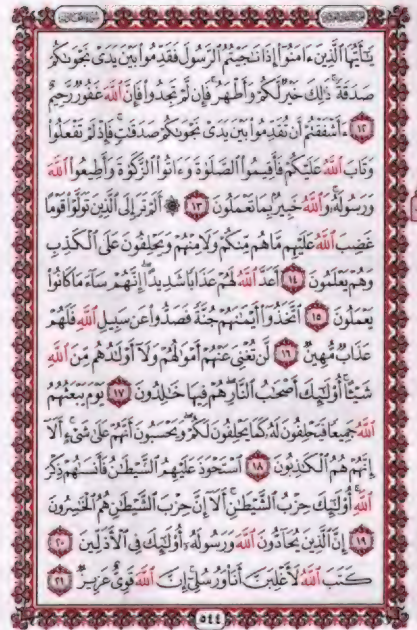 يَـٰٓأَيُّهَا ٱلَّذِينَ ءَامَنُوٓا۟ إِذَا نَـٰجَيْتُمُ ٱلرَّسُولَ فَقَدِّمُوا۟ بَيْنَ يَدَىْ نَجْوَىٰكُمْ
صَدَقَةً ۚ ذَٰلِكَ خَيْرٌ لَّكُمْ وَأَطْهَرُ ۚ فَإِن لَّمْ تَجِدُوا۟ فَإِنَّ ٱللَّهَ غَفُورٌ رَّحِيمٌ
١٢ ءَأَشْفَقْتُمْ أَن تُقَدِّمُوا۟ بَيْنَ يَدَىْ نَجْوَىٰكُمْ صَدَقَـٰتٍ ۚ فَإِذْ لَمْ تَفْعَلُوا۟
وَتَابَ ٱللَّهُ عَلَيْكُمْ فَأَقِيمُوا۟ ٱلصَّلَوٰةَ وَءَاتُوا۟ ٱلزَّكَوٰةَ وَأَطِيعُوا۟ ٱللَّهَ
وَرَسُولَهُۥ ۚ وَٱللَّهُ خَبِيرٌۢ بِمَا تَعْمَلُونَ ١٣ ۞ أَلَمْ تَرَ إِلَى ٱلَّذِينَ تَوَلَّوْا۟ قَوْمًا
غَضِبَ ٱللَّهُ عَلَيْهِم مَّا هُم مِّنكُمْ وَلَا مِنْهُمْ وَيَحْلِفُونَ عَلَى ٱلْكَذِبِ
وَهُمْ يَعْلَمُونَ ١٤ أَعَدَّ ٱللَّهُ لَهُمْ عَذَابًا شَدِيدًا ۖ إِنَّهُمْ سَآءَ مَا كَانُوا۟
يَعْمَلُونَ ١٥ ٱتَّخَذُوٓا۟ أَيْمَـٰنَهُمْ جُنَّةً فَصَدُّوا۟ عَن سَبِيلِ ٱللَّهِ فَلَهُمْ
عَذَابٌ مُّهِينٌ ١٦ لَّن تُغْنِىَ عَنْهُمْ أَمْوَٰلُهُمْ وَلَآ أَوْلَـٰدُهُم مِّنَ ٱللَّهِ
شَيْـًٔا ۚ أُو۟لَـٰٓئِكَ أَصْحَـٰبُ ٱلنَّارِ ۖ هُمْ فِيهَا خَـٰلِدُونَ ١٧ يَوْمَ يَبْعَثُهُمُ
ٱللَّهُ جَمِيعًا فَيَحْلِفُونَ لَهُۥ كَمَا يَحْلِفُونَ لَكُمْ ۖ وَيَحْسَبُونَ أَنَّهُمْ عَلَىٰ شَىْءٍ ۚ أَلَآ
إِنَّهُمْ هُمُ ٱلْكَـٰذِبُونَ ١٨ ٱسْتَحْوَذَ عَلَيْهِمُ ٱلشَّيْطَـٰنُ فَأَنسَىٰهُمْ ذِكْرَ
ٱللَّهِ ۚ أُو۟لَـٰٓئِكَ حِزْبُ ٱلشَّيْطَـٰنِ ۚ أَلَآ إِنَّ حِزْبَ ٱلشَّيْطَـٰنِ هُمُ ٱلْخَـٰسِرُونَ
١٩ إِنَّ ٱلَّذِينَ يُحَآدُّونَ ٱللَّهَ وَرَسُولَهُۥٓ أُو۟لَـٰٓئِكَ فِى ٱلْأَذَلِّينَ ٢٠
كَتَبَ ٱللَّهُ لَأَغْلِبَنَّ أَنَا۠ وَرُسُلِىٓ ۚ إِنَّ ٱللَّهَ قَوِىٌّ عَزِيزٌ ٢١
٥٤٤